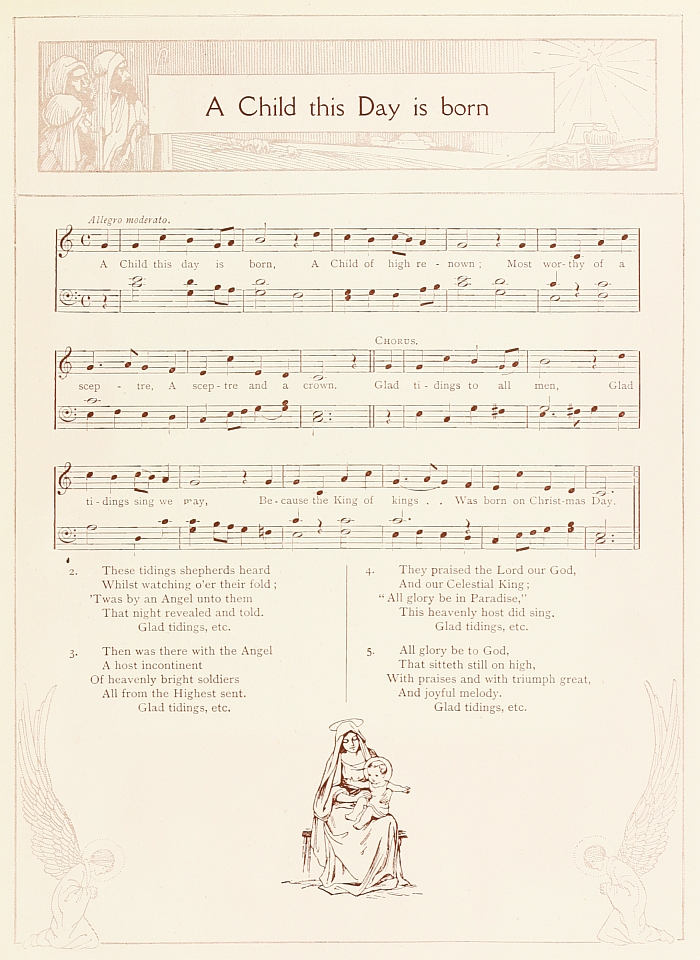 A Child this Day is born
Allegro moderato.
A Child this day is born, A Child of high re - nown; Most wor- thy of a
CHORUS.
scep - tre, A scep - tre and a crown. Glad ti - dings to all men, Glad
ti - dings sing we may, Be - cause the King of kings . . Was born on Christ-mas Day.
2. These tidings shepherds heard
Whilst watching o'er their fold;
'Twas by an Angel unto them
That night revealed and told.
Glad tidings, etc.
3. Then was there with the Angel
A host incontinent
Of heavenly bright soldiers
All from the Highest sent.
Glad tidings, etc.
4. They praised the Lord our God,
And our Celestial King;
"All glory be in Paradise,"
This heavenly host did sing.
Glad tidings, etc.
5. All glory be to God,
That sitteth still on high,
With praises and with triumph great,
And joyful melody.
Glad tidings, etc.